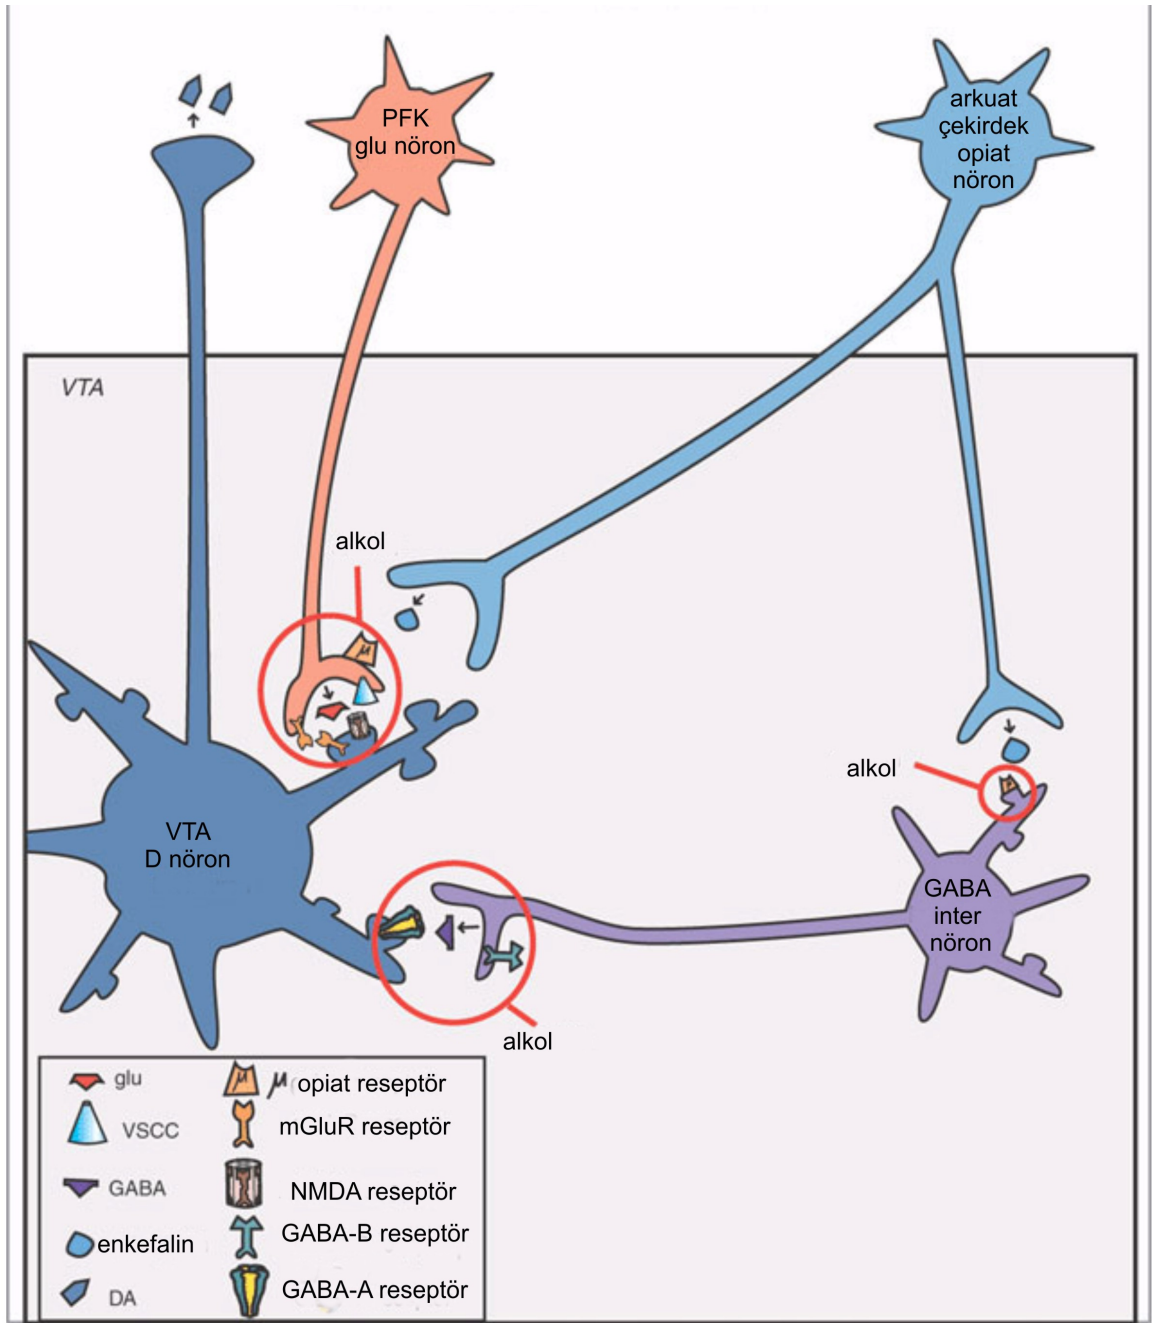 PFK
glu nöron
arkuat
çekirdek
opiat
nöron
VTA
alkol
μ
alkol
VTA
D nöron
GABA
inter
nöron
alkol
glu
μ
μ opiat reseptör
VSCC
mGluR reseptör
GABA
NMDA reseptör
enkefalin
GABA-B reseptör
DA
GABA-A reseptör